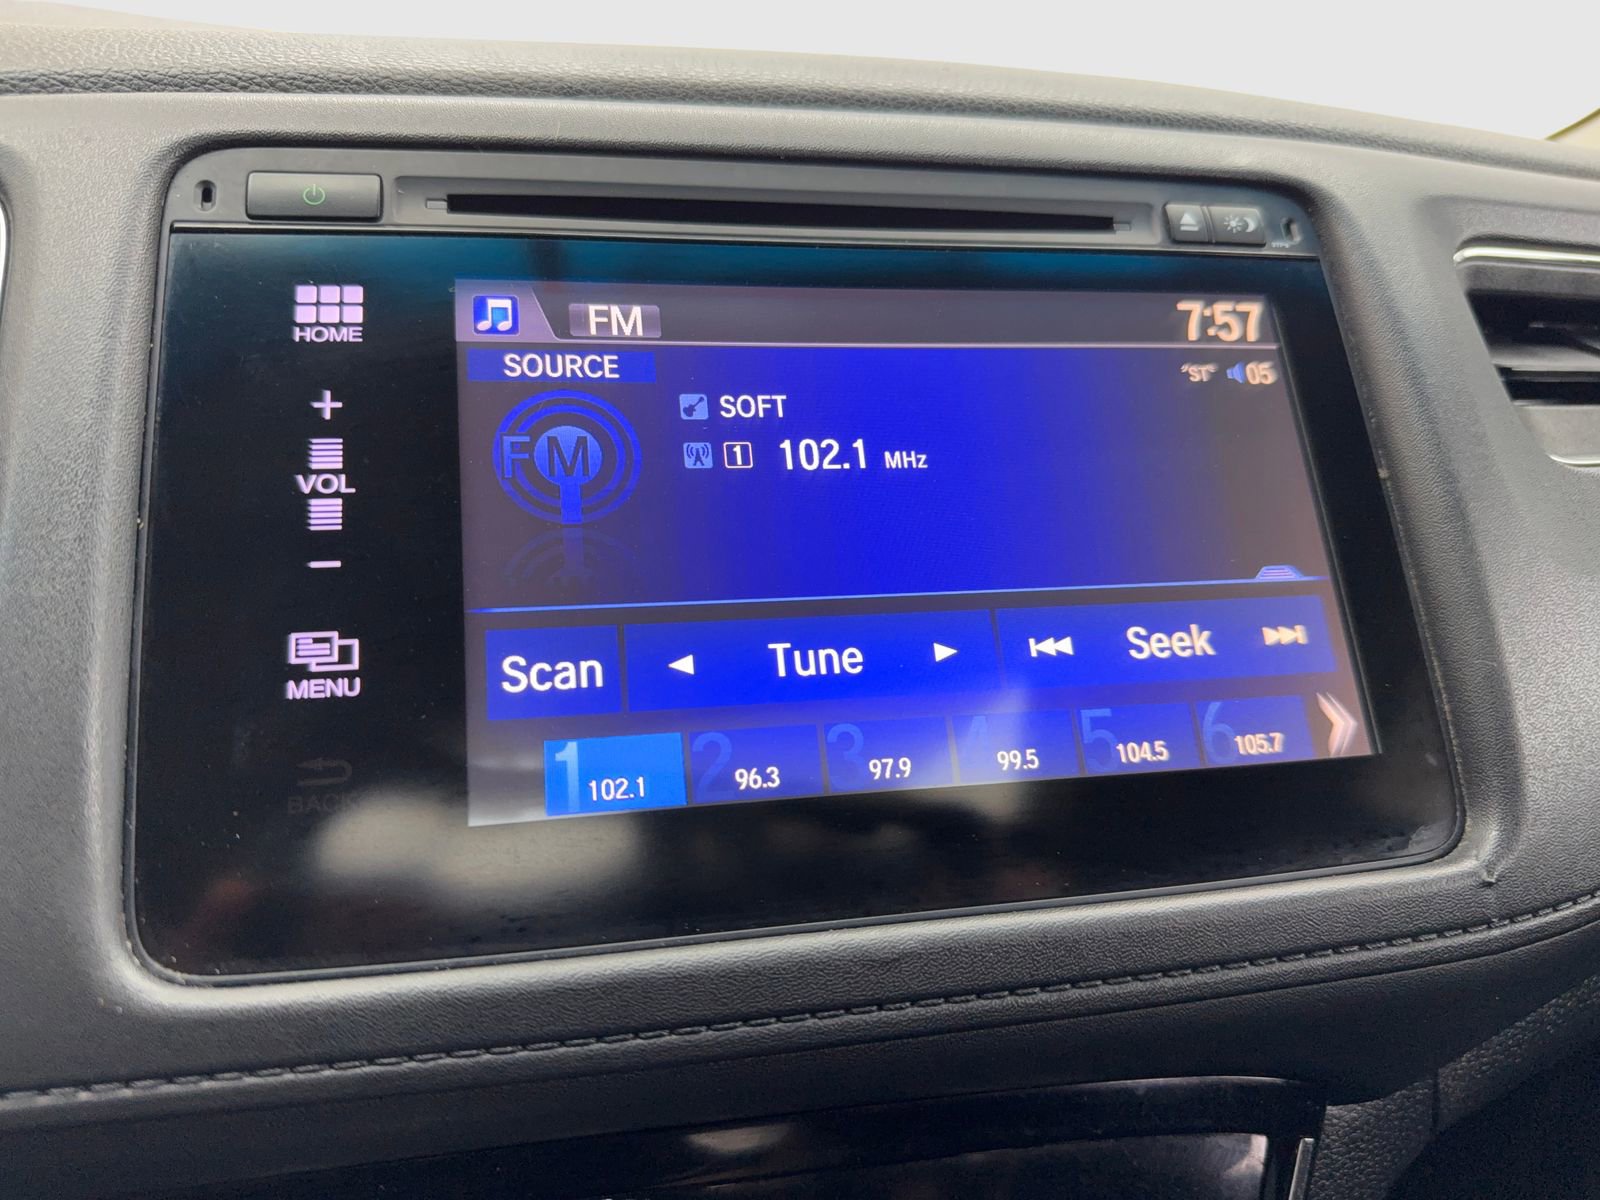 HOME
+
VOL
−
MENU
BACK
FM
7:57
SOURCE
"ST" 05
FM
SOFT
1 102.1 MHz
Scan
Tune
Seek
1 102.1
2 96.3
3 97.9
4 99.5
5 104.5
6 105.7